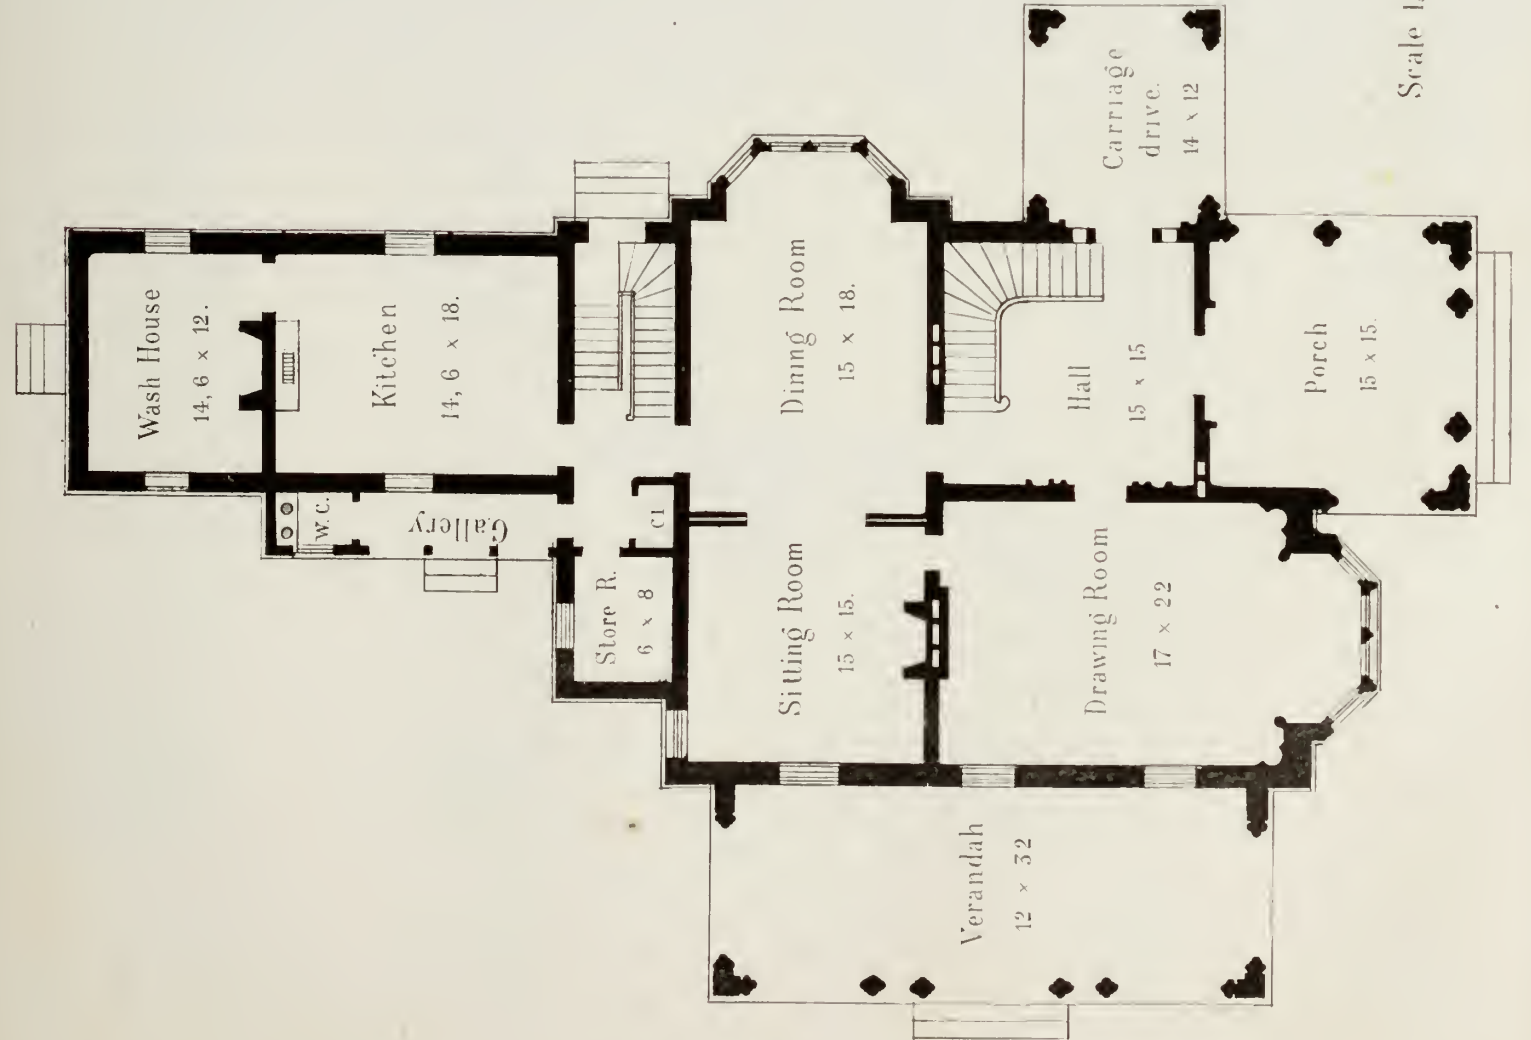 Wash House
14, 6 × 12.
Kitchen
14, 6 × 18.
W. C.
Gallery
Cl
Store R.
6 × 8
Dining Room
15 × 18.
Sitting Room
15 × 15.
Carriage
drive.
14 × 12
Hall
15 × 15
Porch
15 × 15.
Drawing Room
17 × 22
Verandah
12 × 32
Scale